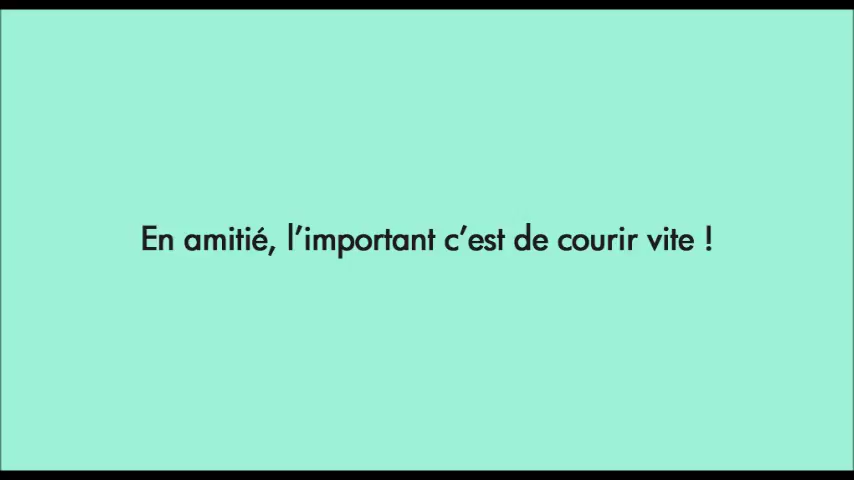 En amitié, l’important c’est de courir vite !